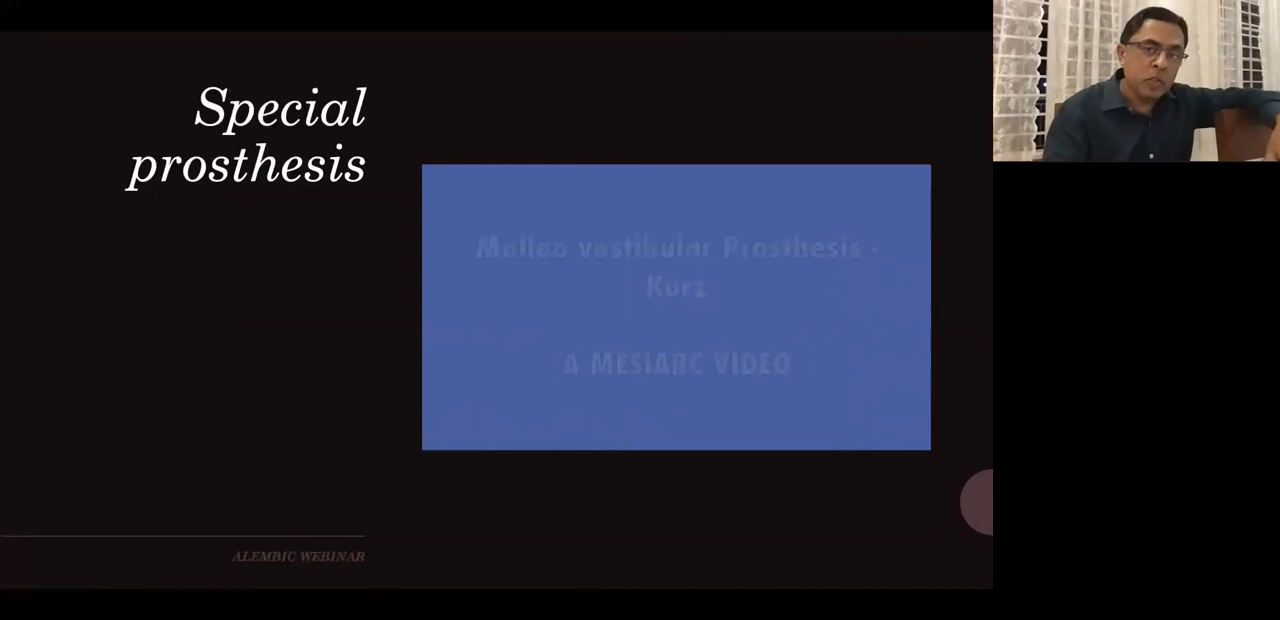 Special
prosthesis
Malleo vestibular Prosthesis -
Kurz
A MESIARC VIDEO
ALEMBIC WEBINAR